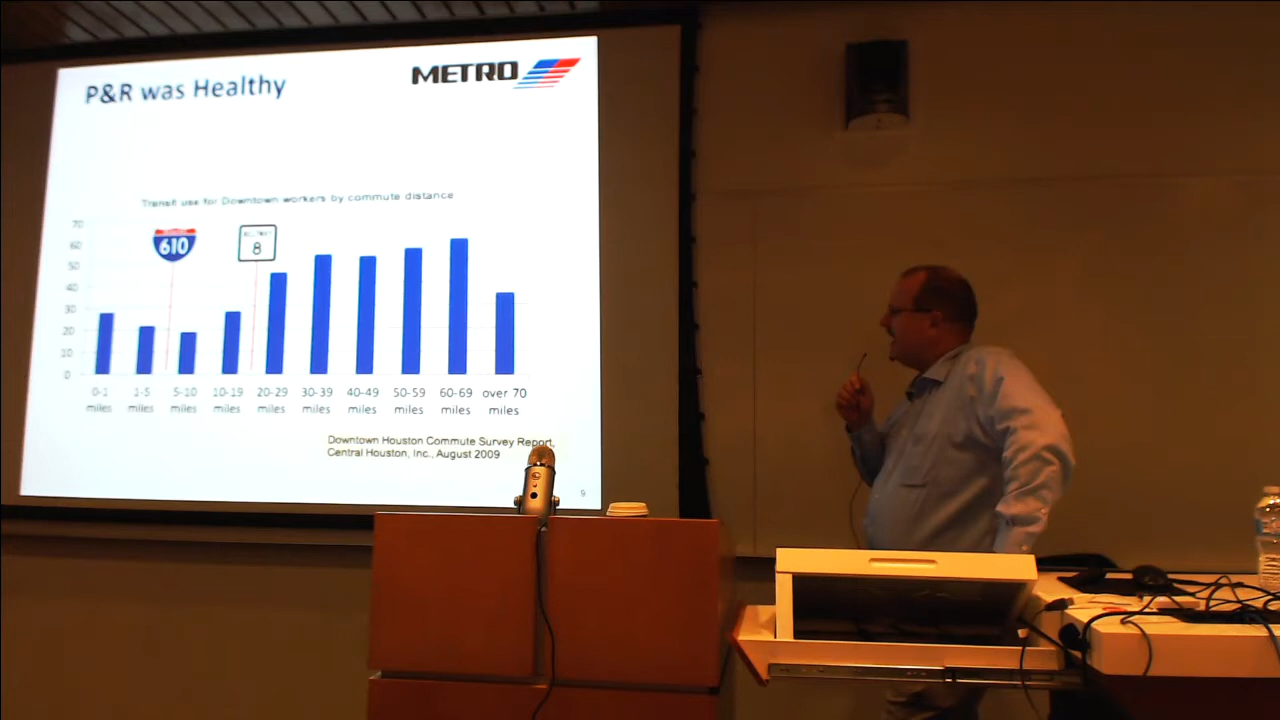 P&R was Healthy
METRO
Transit use for Downtown workers by commute distance
70
60
50
40
30
20
10
0
610
8
0-1 miles
1-5 miles
5-10 miles
10-19 miles
20-29 miles
30-39 miles
40-49 miles
50-59 miles
60-69 miles
over 70 miles
Downtown Houston Commute Survey Report,
Central Houston, Inc., August 2009
9